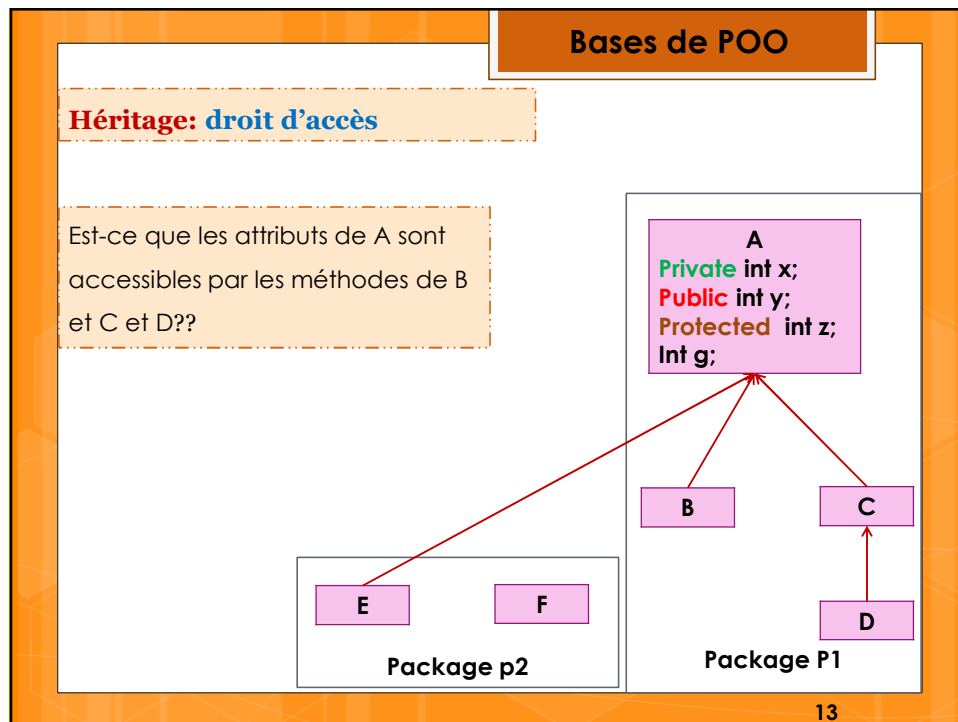 Bases de POO
Héritage: droit d'accès
Est-ce que les attributs de A sont
accessibles par les méthodes de B
et C et D??
A
Private int x;
Public int y;
Protected int z;
Int g;
B
C
E
F
D
Package p2
Package P1
13